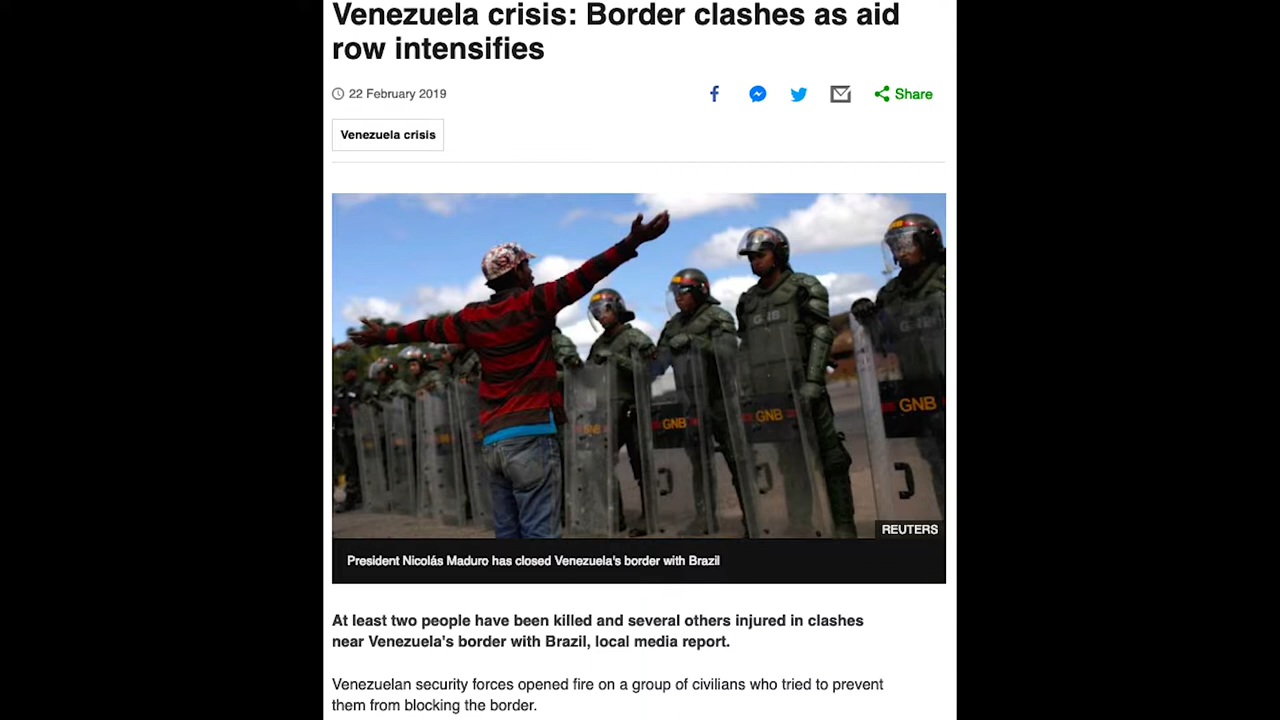 Venezuela crisis: Border clashes as aid
row intensifies
22 February 2019
Share
Venezuela crisis
GNB
GNB
GNB
GNB
GNB
GNB
REUTERS
President Nicolás Maduro has closed Venezuela's border with Brazil
At least two people have been killed and several others injured in clashes
near Venezuela's border with Brazil, local media report.
Venezuelan security forces opened fire on a group of civilians who tried to prevent
them from blocking the border.